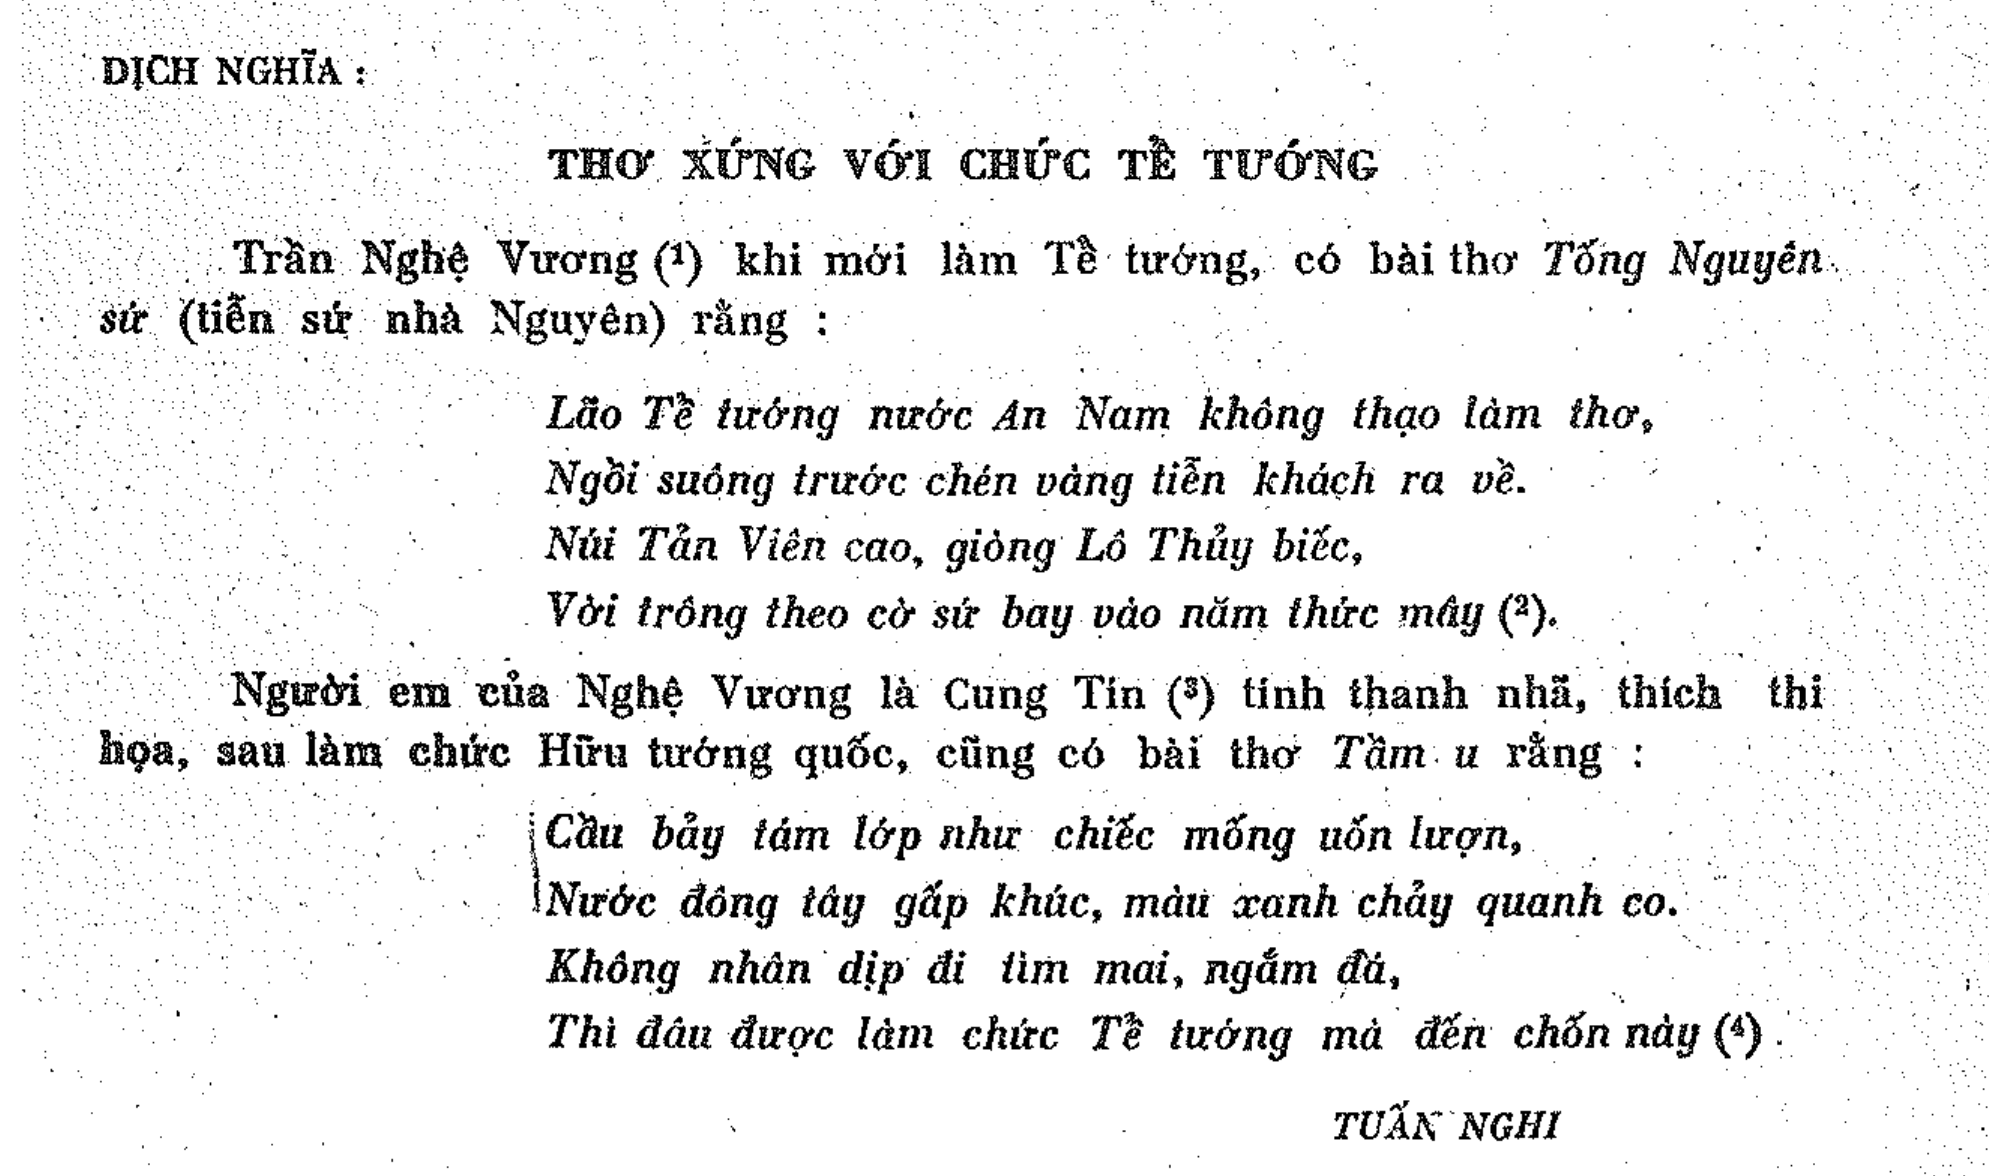 DỊCH NGHĨA :
THƠ XỨNG VỚI CHỨC TỀ TƯỚNG
Trần Nghệ Vương (¹) khi mới làm Tề tướng, có bài thơ Tống Nguyên
sứ (tiễn sứ nhà Nguyên) rằng :
Lão Tề tướng nước An Nam không thạo làm thơ,
Ngồi suông trước chén vàng tiễn khách ra về.
Núi Tản Viên cao, giòng Lô Thủy biếc,
Vời trông theo cờ sứ bay vào năm thức mây (²).
Người em của Nghệ Vương là Cung Tín (³) tính thanh nhã, thích thi
họa, sau làm chức Hữu tướng quốc, cũng có bài thơ Tầm u rằng :
Cầu bảy tám lớp như chiếc mống uốn lượn,
Nước đông tây gấp khúc, màu xanh chảy quanh co.
Không nhân dịp đi tìm mai, ngắm đá,
Thì đâu được làm chức Tề tướng mà đến chốn này (⁴).
TUẤN NGHI